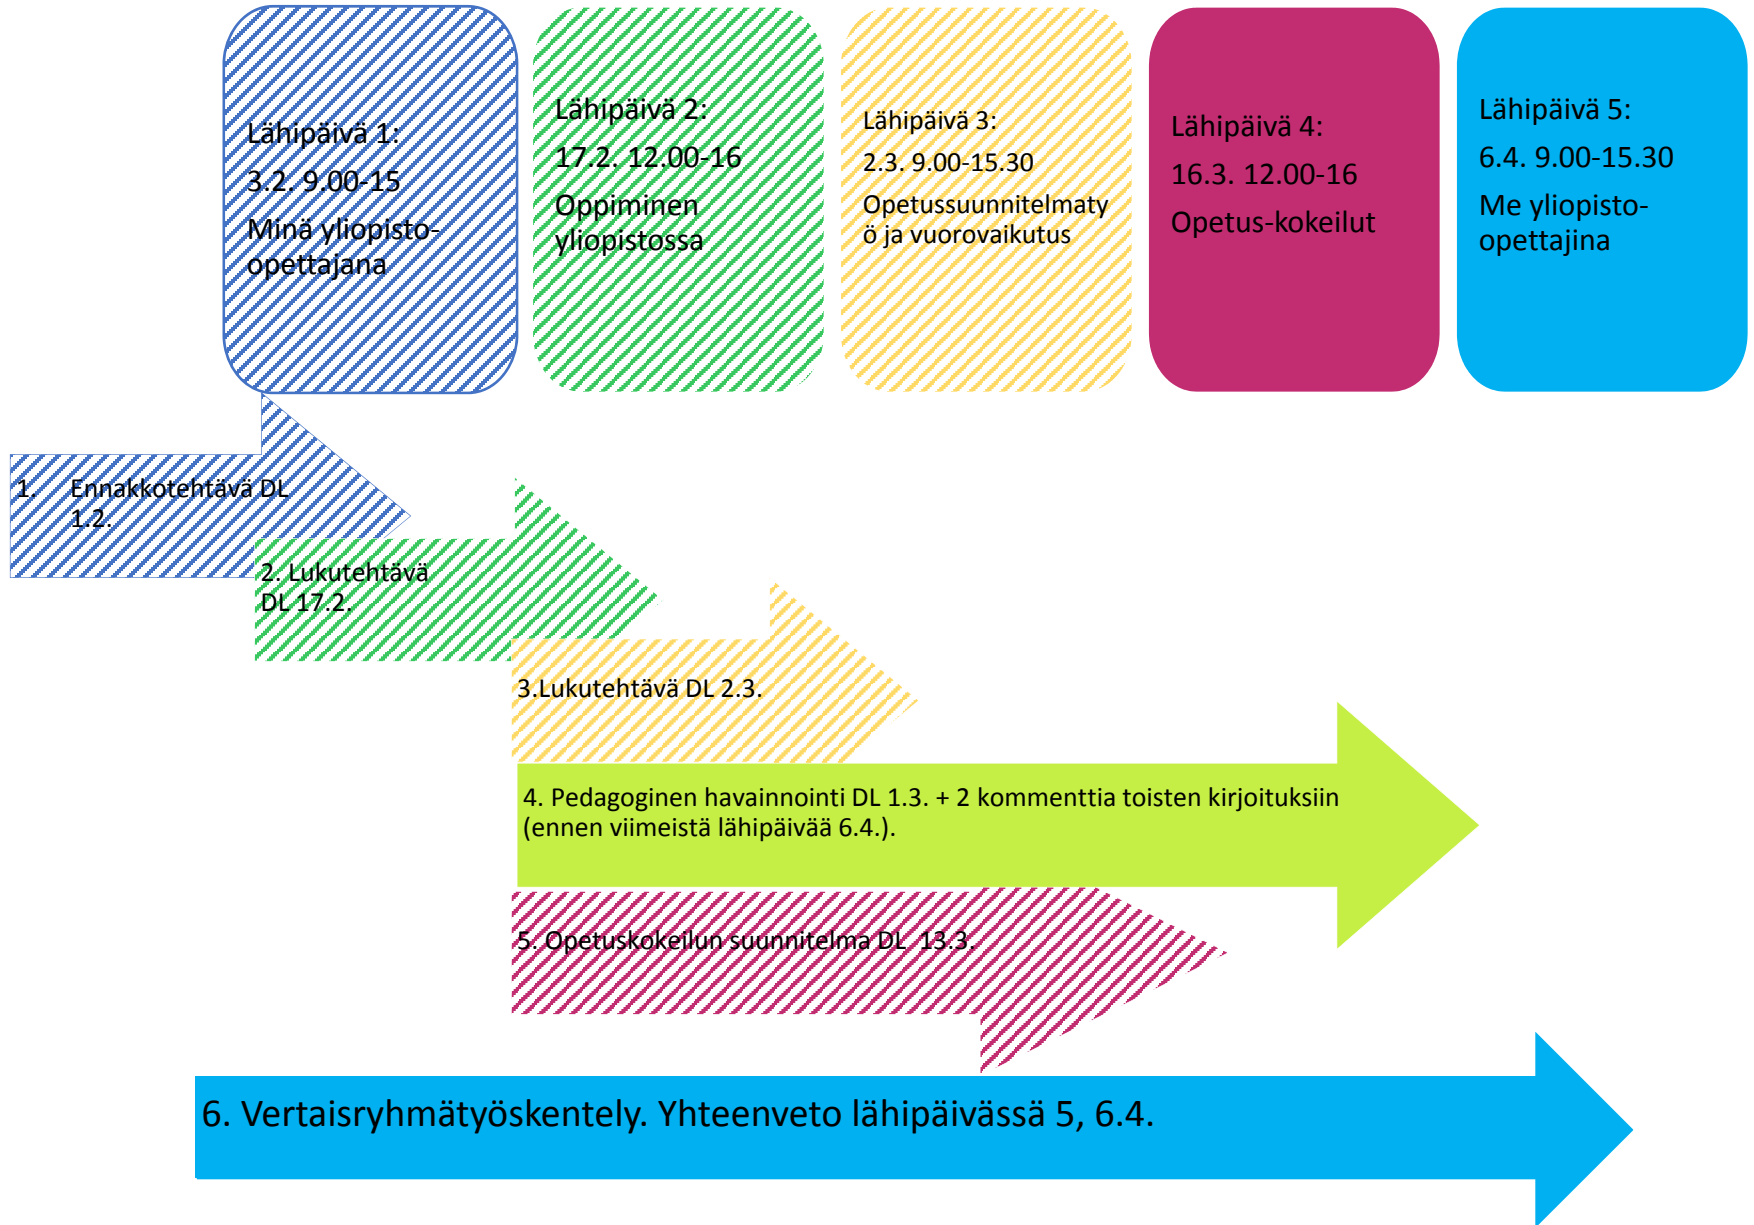 Lähipäivä 1:
3.2. 9.00-15
Minä yliopisto-
opettajana
Lähipäivä 2:
17.2. 12.00-16
Oppiminen
yliopistossa
Lähipäivä 3:
2.3. 9.00-15.30
Opetussuunnitelmaty
ö ja vuorovaikutus
Lähipäivä 4:
16.3. 12.00-16
Opetus-kokeilut
Lähipäivä 5:
6.4. 9.00-15.30
Me yliopisto-
opettajina
1. Ennakkotehtävä DL
1.2.
2. Lukutehtävä
DL 17.2.
3.Lukutehtävä DL 2.3.
4. Pedagoginen havainnointi DL 1.3. + 2 kommenttia toisten kirjoituksiin
(ennen viimeistä lähipäivää 6.4.).
5. Opetuskokeilun suunnitelma DL 13.3.
6. Vertaisryhmätyöskentely. Yhteenveto lähipäivässä 5, 6.4.